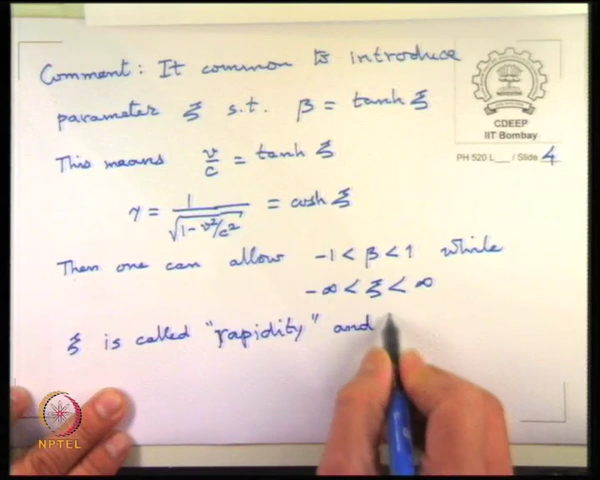 Comment: It common to introduce
parameter ξ s.t. β = tanh ξ
This means v/c = tanh ξ
γ = 1/√(1-v²/c²) = cosh ξ
Then one can allow -1 < β < 1 while
-∞ < ξ < ∞
ξ is called "rapidity" and
CDEEP
IIT Bombay
PH 520 L___ / Slide 4
NPTEL